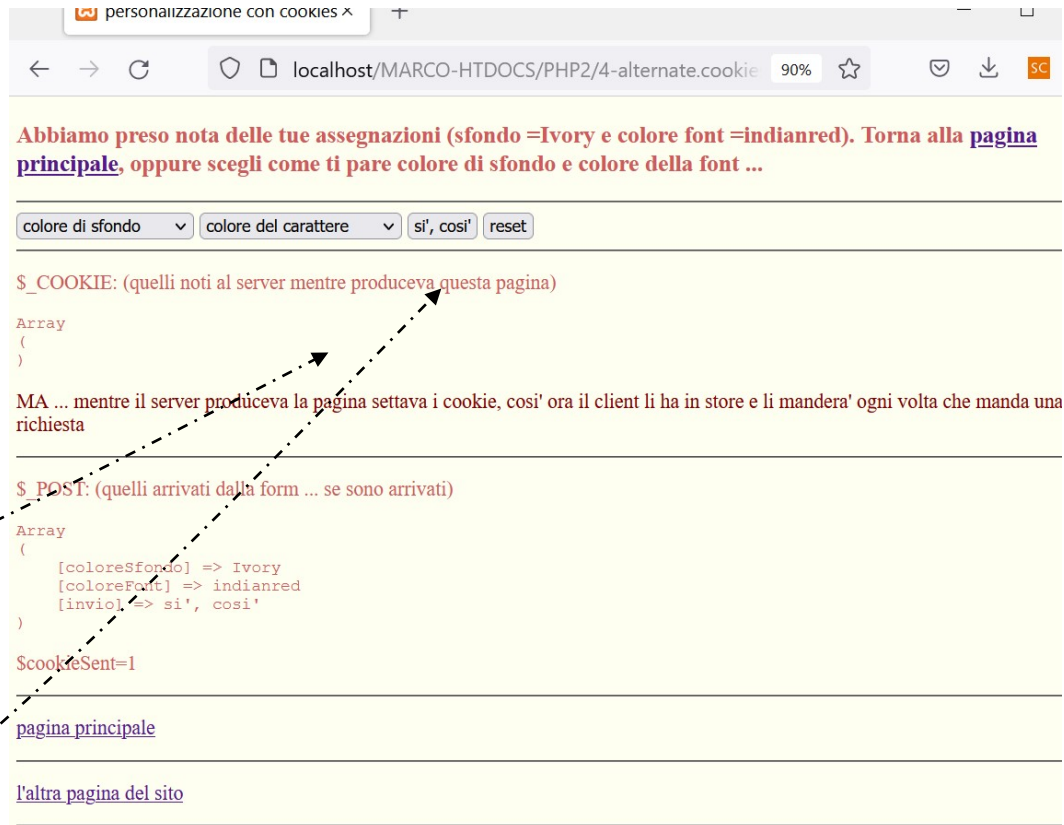 personalizzazione con cookies
localhost/MARCO-HTDOCS/PHP2/4-alternate.cookie 90% SC
Abbiamo preso nota delle tue assegnazioni (sfondo =Ivory e colore font =indianred). Torna alla pagina
principale, oppure scegli come ti pare colore di sfondo e colore della font ...
colore di sfondo colore del carattere si', cosi' reset
$_COOKIE: (quelli noti al server mentre produceva questa pagina)
Array
(
)
MA ... mentre il server produceva la pagina settava i cookie, cosi' ora il client li ha in store e li mandera' ogni volta che manda una
richiesta
$_POST: (quelli arrivati dalla form ... se sono arrivati)
Array
(
[coloreSfondo] => Ivory
[coloreFont] => indianred
[invio] => si', cosi'
)
$cookieSent=1
pagina principale
l'altra pagina del sito